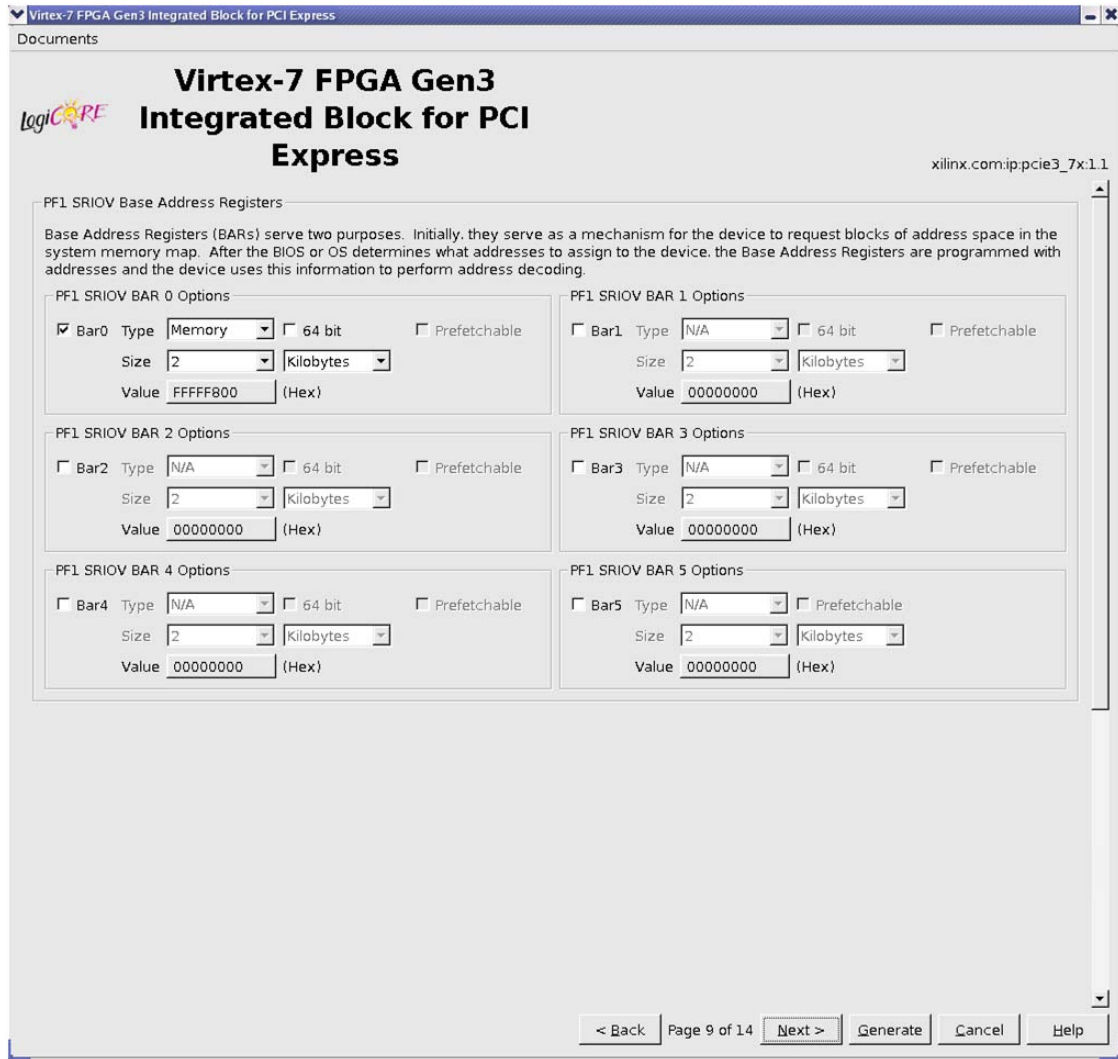 Virtex-7 FPGA Gen3 Integrated Block for PCI Express
Documents
LogiCORE
Virtex-7 FPGA Gen3
Integrated Block for PCI
Express
xilinx.com:ip:pcie3_7x:1.1
PF1 SRIOV Base Address Registers
Base Address Registers (BARs) serve two purposes. Initially, they serve as a mechanism for the device to request blocks of address space in the
system memory map. After the BIOS or OS determines what addresses to assign to the device, the Base Address Registers are programmed with
addresses and the device uses this information to perform address decoding.
PF1 SRIOV BAR 0 Options
Bar0 Type Memory 64 bit Prefetchable
Size 2 Kilobytes
Value FFFFF800 (Hex)
PF1 SRIOV BAR 1 Options
Bar1 Type N/A 64 bit Prefetchable
Size 2 Kilobytes
Value 00000000 (Hex)
PF1 SRIOV BAR 2 Options
Bar2 Type N/A 64 bit Prefetchable
Size 2 Kilobytes
Value 00000000 (Hex)
PF1 SRIOV BAR 3 Options
Bar3 Type N/A 64 bit Prefetchable
Size 2 Kilobytes
Value 00000000 (Hex)
PF1 SRIOV BAR 4 Options
Bar4 Type N/A 64 bit Prefetchable
Size 2 Kilobytes
Value 00000000 (Hex)
PF1 SRIOV BAR 5 Options
Bar5 Type N/A Prefetchable
Size 2 Kilobytes
Value 00000000 (Hex)
< Back Page 9 of 14 Next > Generate Cancel Help